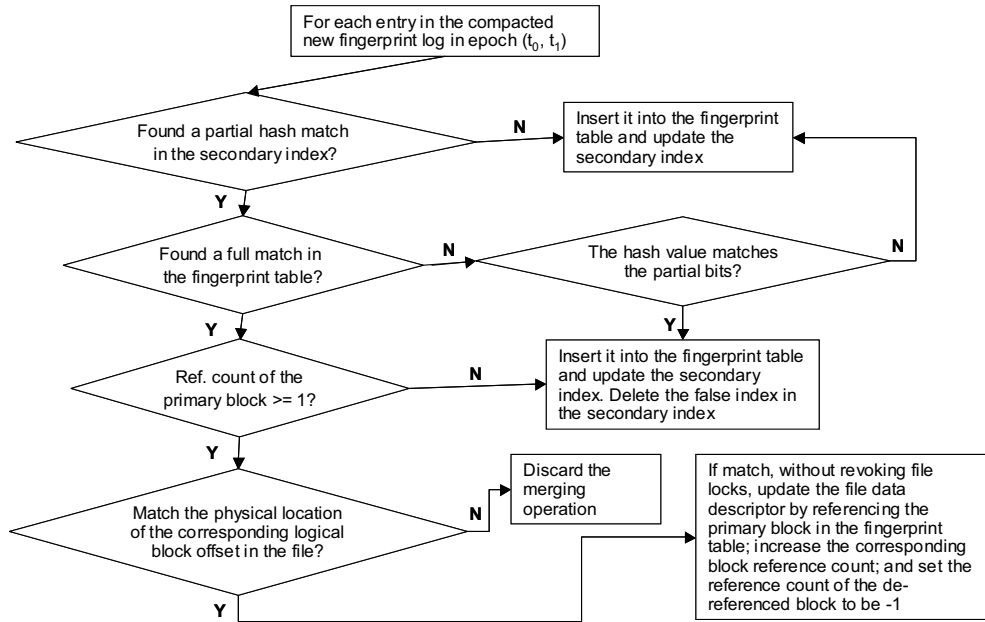 For each entry in the compacted
new fingerprint log in epoch (t₀, t₁)
Found a partial hash match
in the secondary index?
N
Insert it into the fingerprint
table and update the
secondary index
Y
Found a full match in
the fingerprint table?
N
The hash value matches
the partial bits?
N
Y
Y
Ref. count of the
primary block >= 1?
N
Insert it into the fingerprint table
and update the secondary
index. Delete the false index in
the secondary index
Y
Match the physical location
of the corresponding logical
block offset in the file?
N
Discard the
merging
operation
Y
If match, without revoking file
locks, update the file data
descriptor by referencing the
primary block in the fingerprint
table; increase the corresponding
block reference count; and set the
reference count of the de-
referenced block to be -1